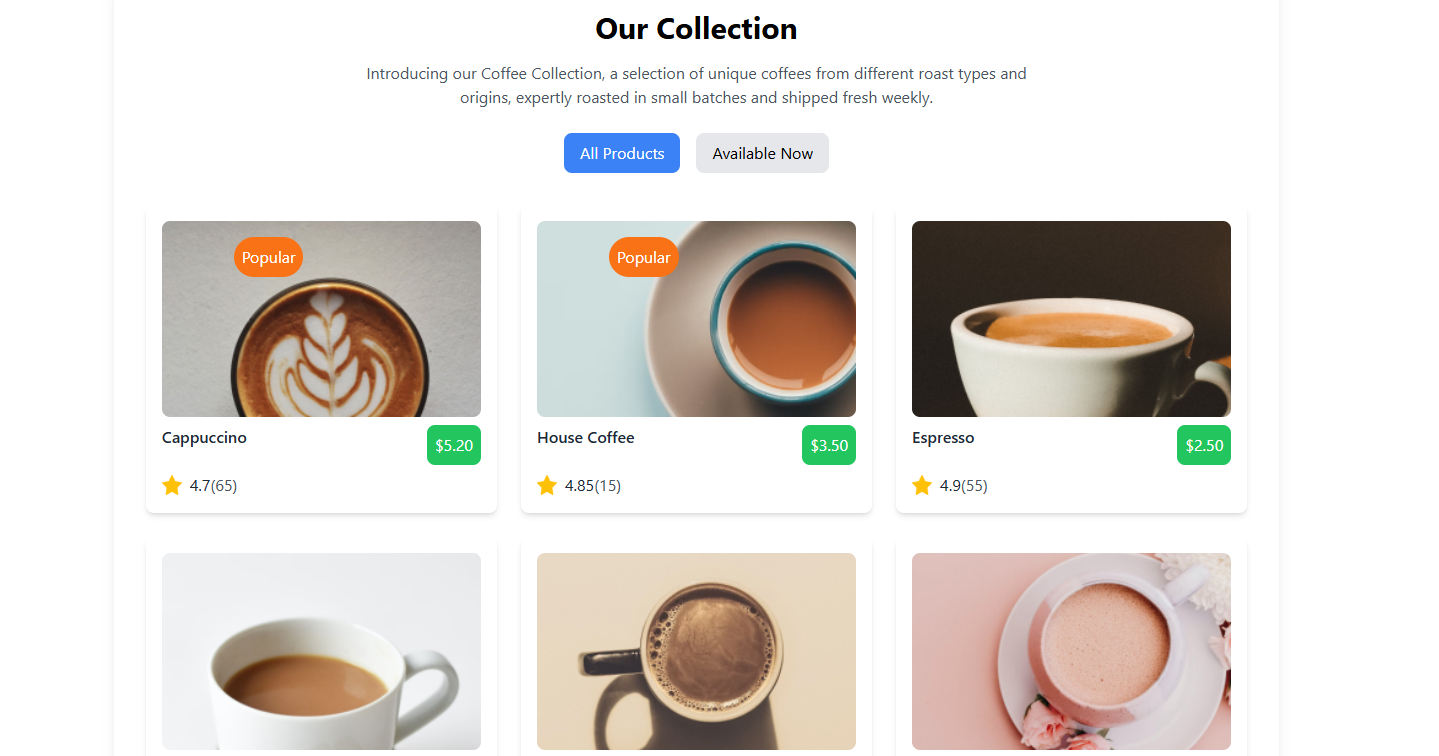 Our Collection
Introducing our Coffee Collection, a selection of unique coffees from different roast types and
origins, expertly roasted in small batches and shipped fresh weekly.
All Products
Available Now
Popular
Popular
Cappuccino
$5.20
House Coffee
$3.50
Espresso
$2.50
4.7(65)
4.85(15)
4.9(55)